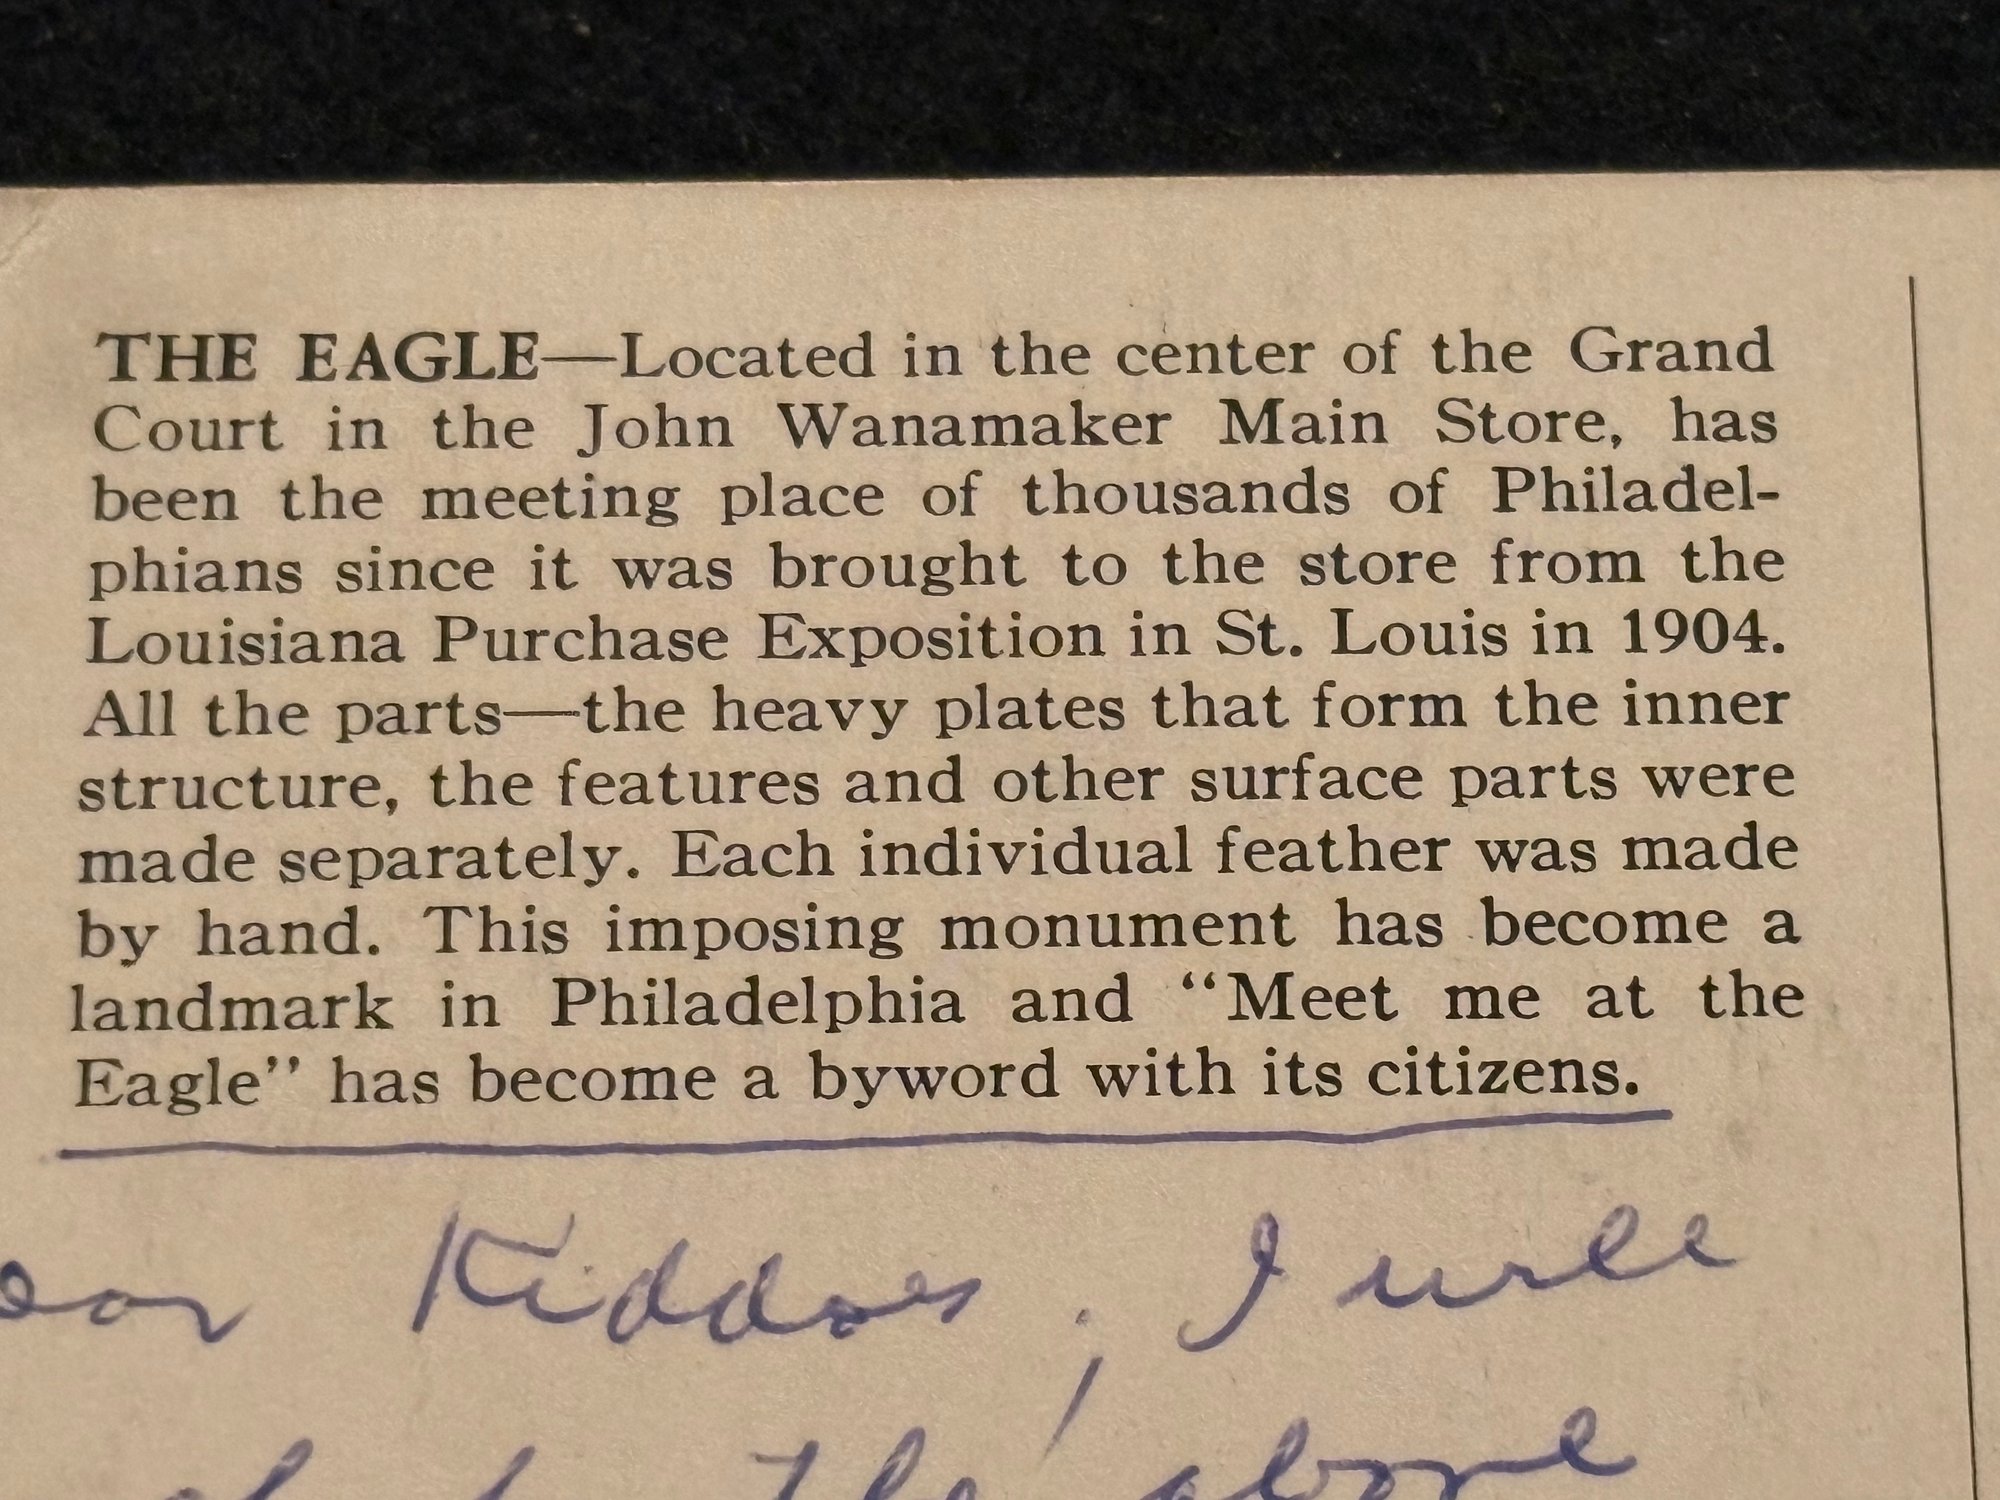 THE EAGLE—Located in the center of the Grand
Court in the John Wanamaker Main Store, has
been the meeting place of thousands of Philadel-
phians since it was brought to the store from the
Louisiana Purchase Exposition in St. Louis in 1904.
All the parts—the heavy plates that form the inner
structure, the features and other surface parts were
made separately. Each individual feather was made
by hand. This imposing monument has become a
landmark in Philadelphia and “Meet me at the
Eagle” has become a byword with its citizens.
Kiddoes, I will
the above